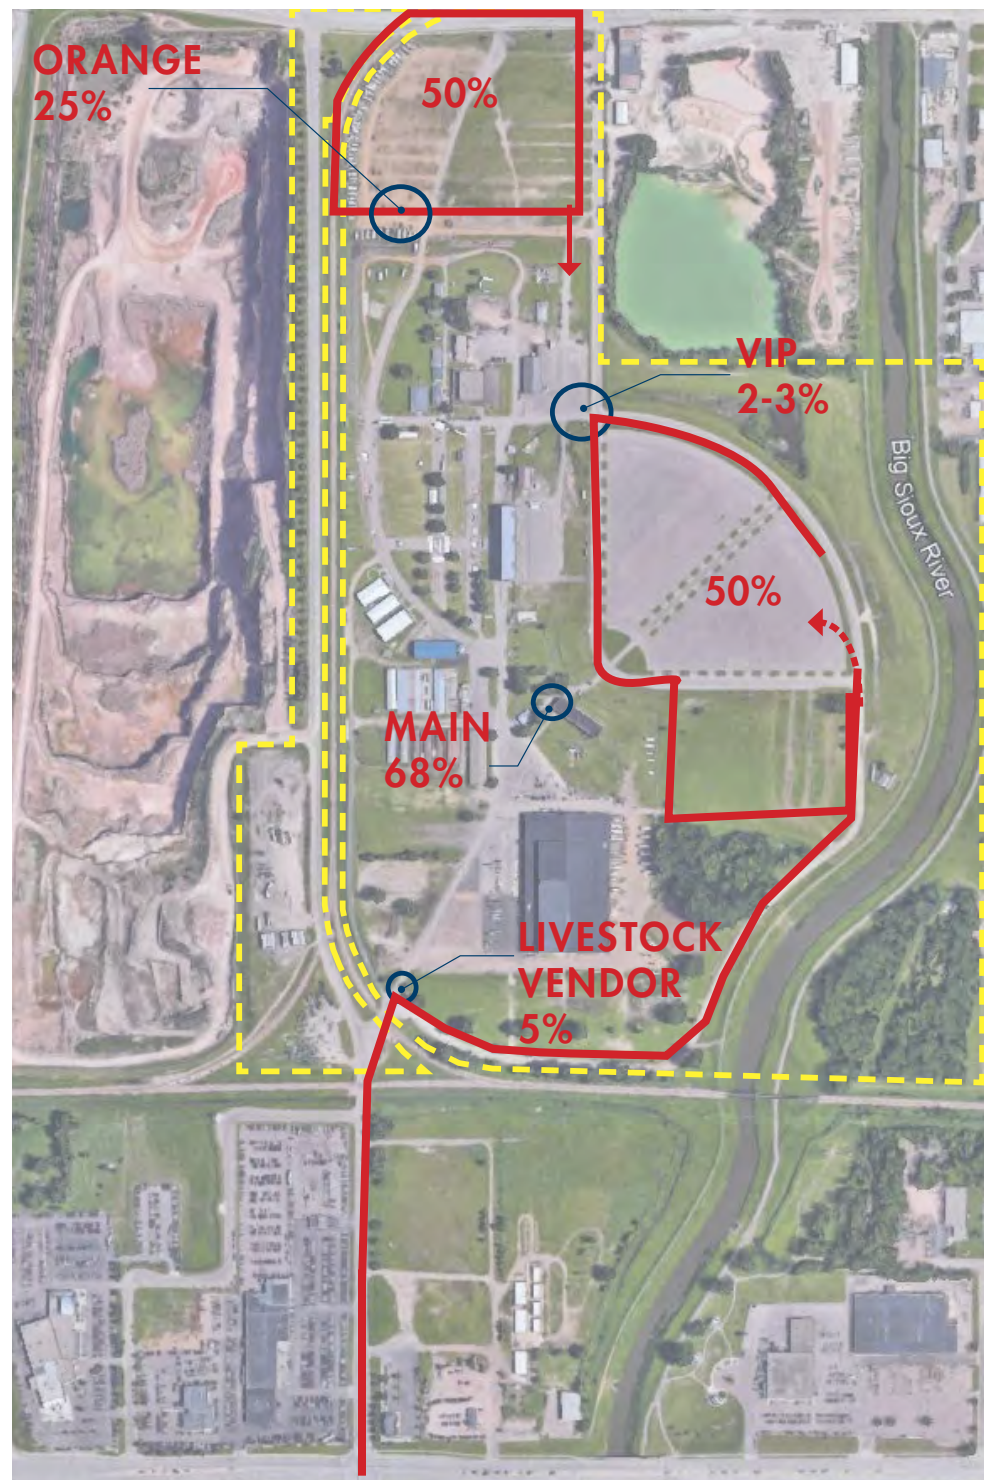 ORANGE
25%
50%
VIP
2-3%
Big Sioux River
50%
MAIN
68%
LIVESTOCK
VENDOR
5%